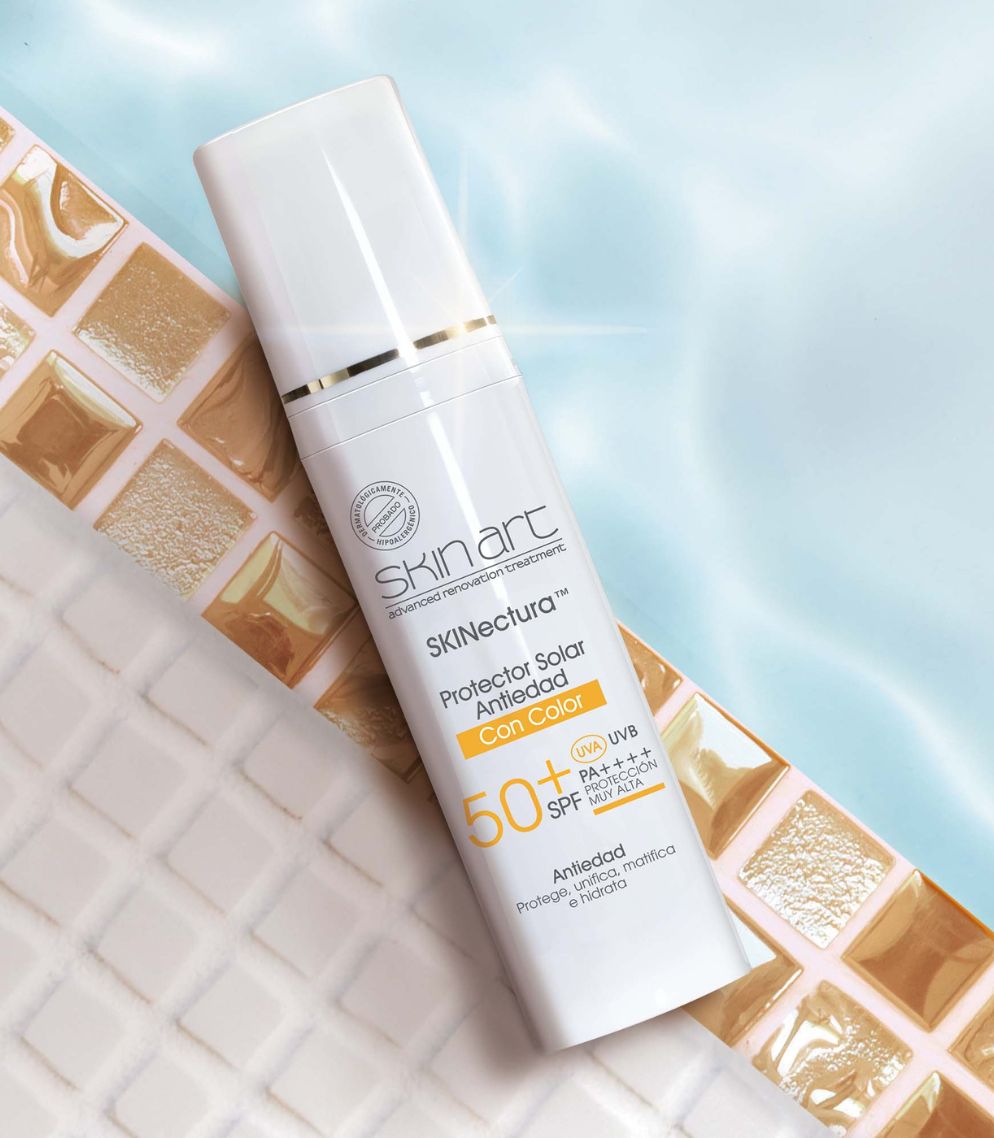 DERMATOLÓGICAMENTE
PROBADO
HIPOALERGÉNICO
skin art
advanced renovation treatment
SKINectura™
Protector Solar
Antiedad
Con Color
50+ SPF
UVA UVB
PA++++
PROTECCIÓN
MUY ALTA
Antiedad
Protege, unifica, matifica
e hidrata